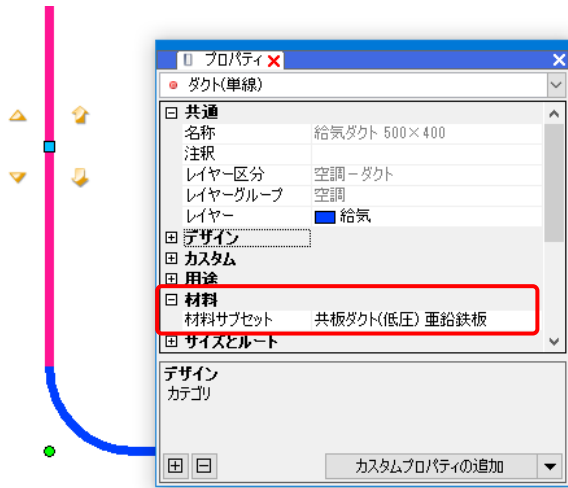 プロパティ
ダクト(単線)
共通
名称 給気ダクト 500×400
注釈
レイヤー区分 空調-ダクト
レイヤーグループ 空調
レイヤー 給気
デザイン
カスタム
用途
材料
材料サブセット 共板ダクト(低圧) 亜鉛鉄板
サイズとルート
デザイン
カテゴリ
カスタムプロパティの追加